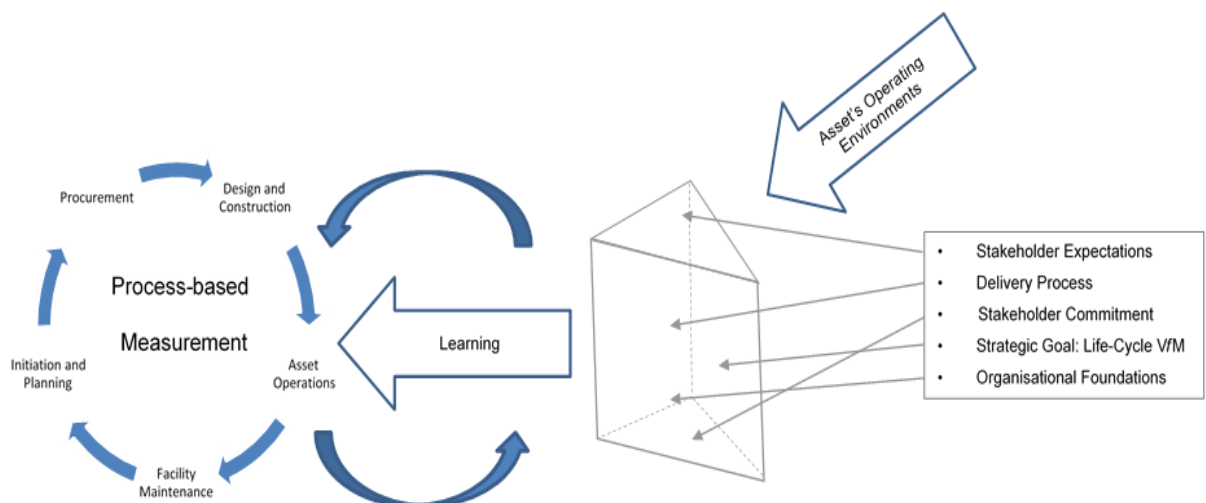 Asset's Operating
Environments
Procurement
Design and
Construction
Process-based
Measurement
Initiation and
Planning
Asset
Operations
Facility
Maintenance
Learning
• Stakeholder Expectations
• Delivery Process
• Stakeholder Commitment
• Strategic Goal: Life-Cycle VfM
• Organisational Foundations